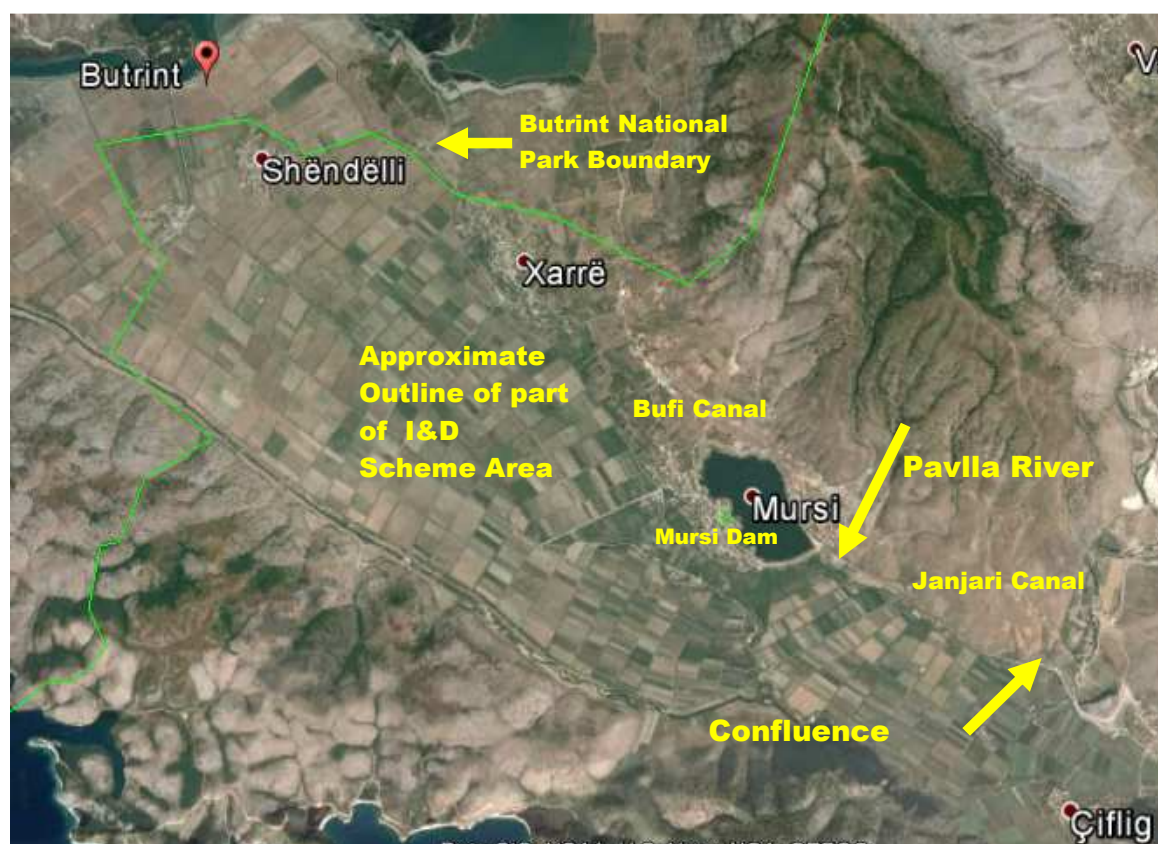 Butrint
V
Butrint National
Park Boundary
Shëndëlli
Xarrë
Approximate
Outline of part
of I&D
Scheme Area
Bufi Canal
Pavlla River
Mursi
Mursi Dam
Janjari Canal
Confluence
Çiflig